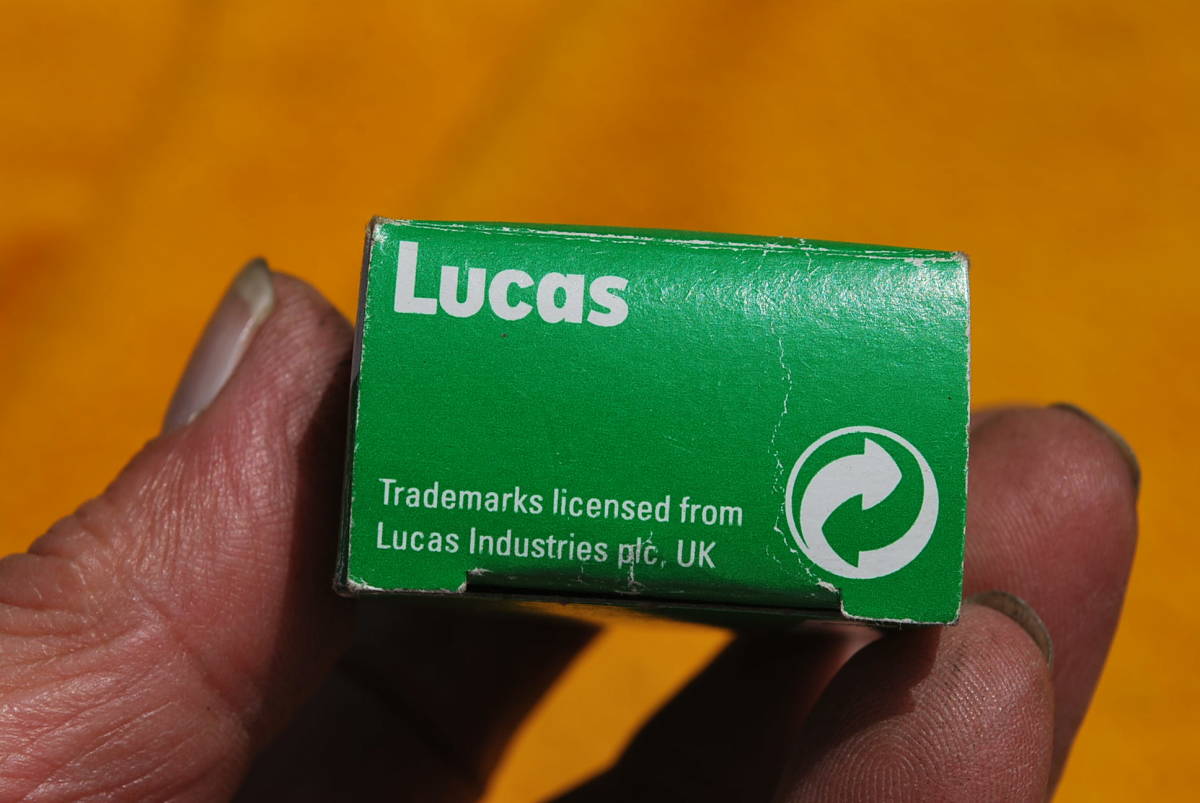 Lucas
Trademarks licensed from
Lucas Industries plc, UK